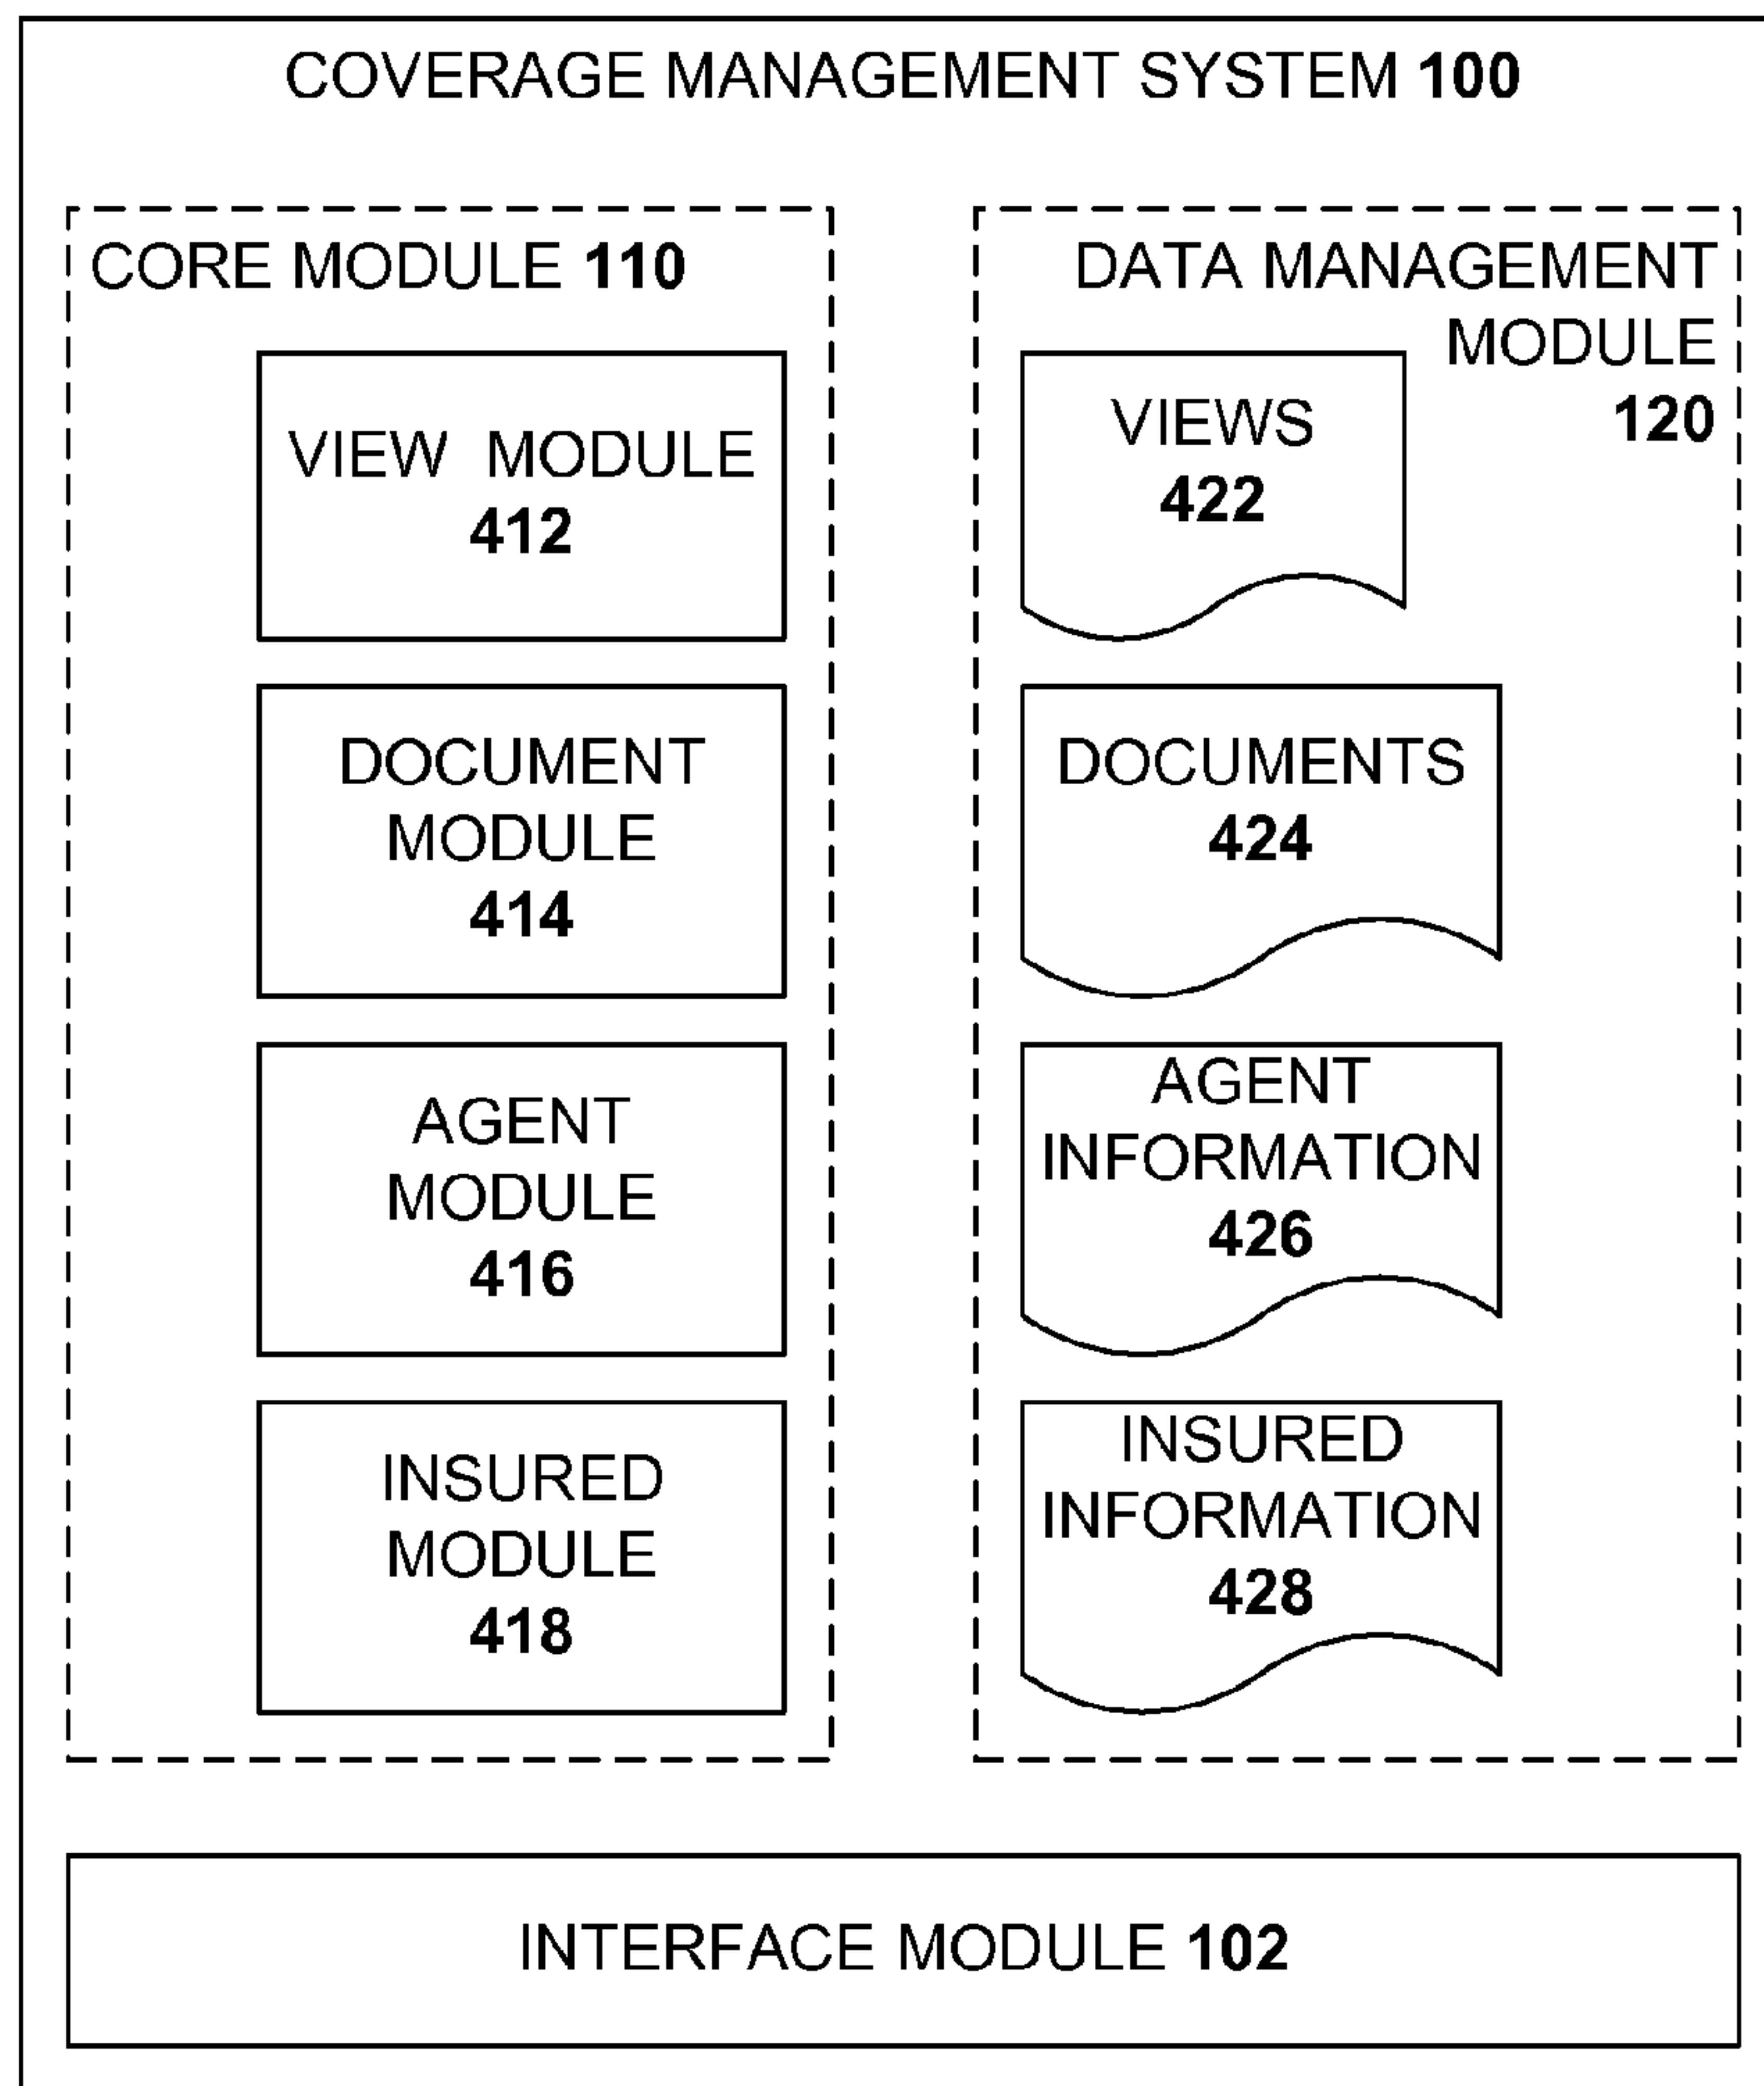 COVERAGE MANAGEMENT SYSTEM 100
CORE MODULE 110
VIEW MODULE
412
DOCUMENT
MODULE
414
AGENT
MODULE
416
INSURED
MODULE
418
DATA MANAGEMENT
MODULE
120
VIEWS
422
DOCUMENTS
424
AGENT
INFORMATION
426
INSURED
INFORMATION
428
INTERFACE MODULE 102